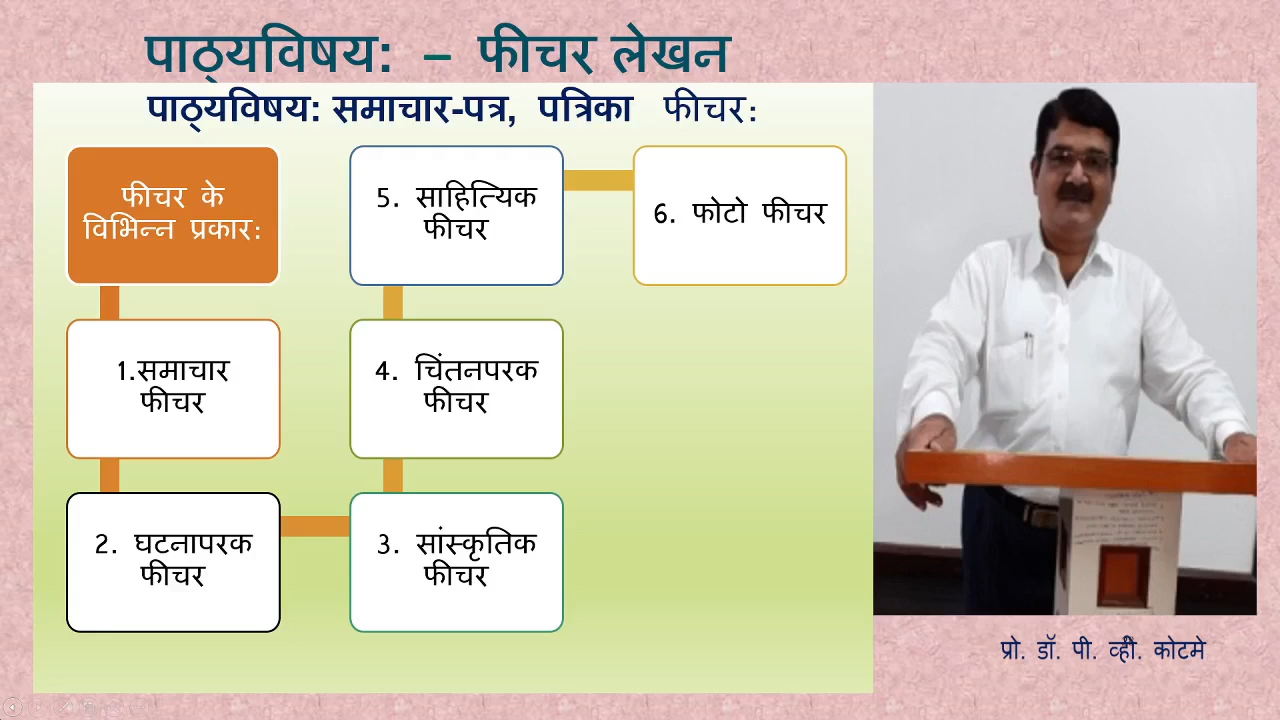 पाठ्यविषय: – फीचर लेखन
पाठ्यविषय: समाचार-पत्र, पत्रिका फीचर:
फीचर के
विभिन्न प्रकार:
1.समाचार
फीचर
2. घटनापरक
फीचर
3. सांस्कृतिक
फीचर
4. चिंतनपरक
फीचर
5. साहित्यिक
फीचर
6. फोटो फीचर
प्रो. डॉ. पी. व्ही. कोटमे